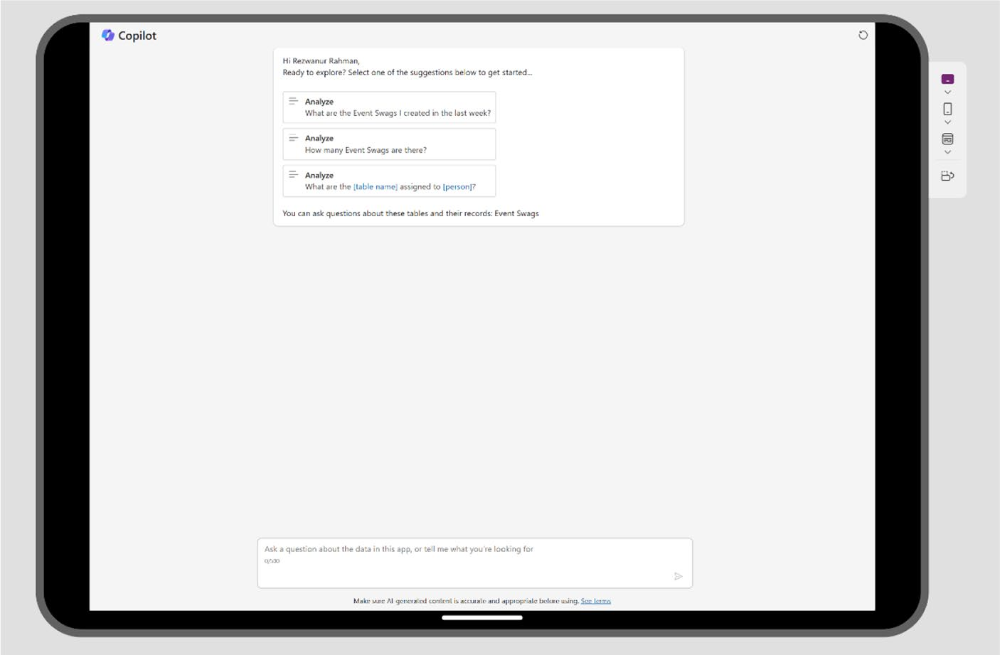 Copilot
Hi Rezwanur Rahman,
Ready to explore? Select one of the suggestions below to get started...
Analyze
What are the Event Swags I created in the last week?
Analyze
How many Event Swags are there?
Analyze
What are the [table name] assigned to [person]?
You can ask questions about these tables and their records: Event Swags
Ask a question about the data in this app, or tell me what you're looking for
0/500
Make sure AI generated content is accurate and appropriate before using. See terms